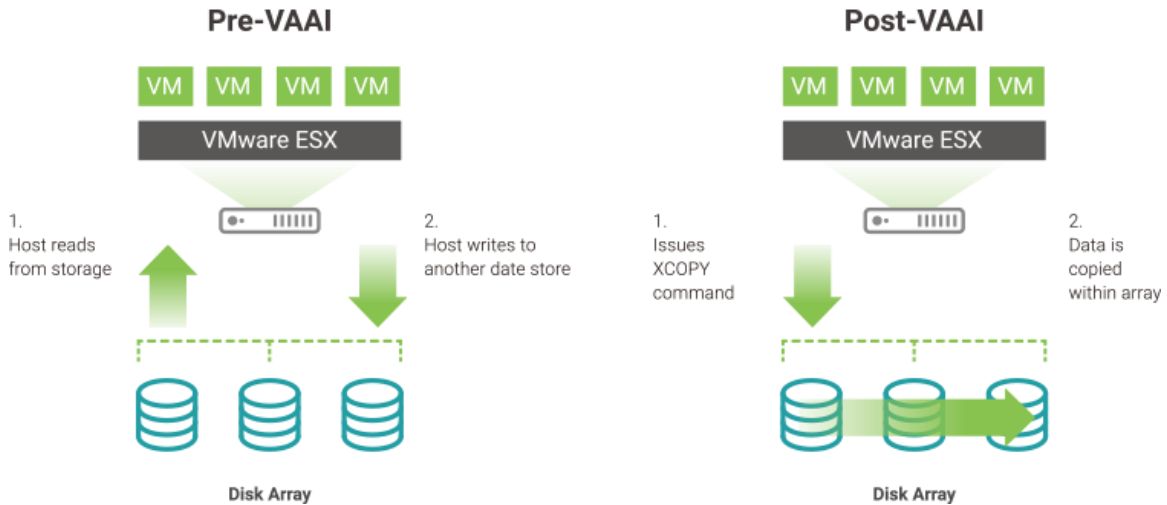 Pre-VAAI
VM VM VM VM
VMware ESX
1.
Host reads
from storage
2.
Host writes to
another date store
Disk Array
Post-VAAI
VM VM VM VM
VMware ESX
1.
Issues
XCOPY
command
2.
Data is
copied
within array
Disk Array